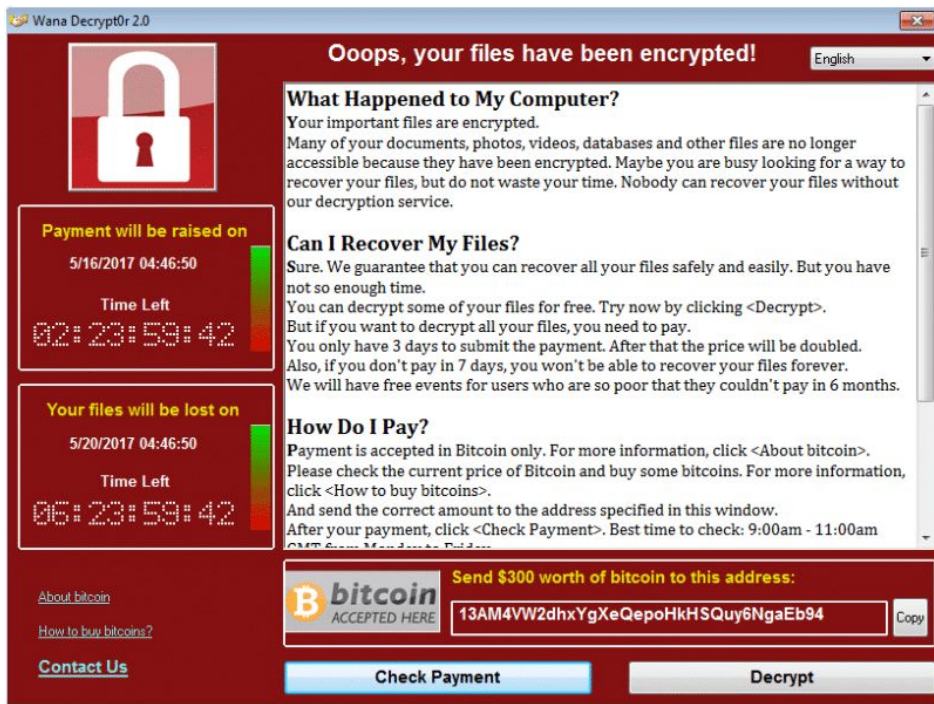 Wana Decrypt0r 2.0
Ooops, your files have been encrypted!
English
What Happened to My Computer?
Your important files are encrypted.
Many of your documents, photos, videos, databases and other files are no longer
accessible because they have been encrypted. Maybe you are busy looking for a way to
recover your files, but do not waste your time. Nobody can recover your files without
our decryption service.
Can I Recover My Files?
Sure. We guarantee that you can recover all your files safely and easily. But you have
not so enough time.
You can decrypt some of your files for free. Try now by clicking <Decrypt>.
But if you want to decrypt all your files, you need to pay.
You only have 3 days to submit the payment. After that the price will be doubled.
Also, if you don't pay in 7 days, you won't be able to recover your files forever.
We will have free events for users who are so poor that they couldn't pay in 6 months.
How Do I Pay?
Payment is accepted in Bitcoin only. For more information, click <About bitcoin>.
Please check the current price of Bitcoin and buy some bitcoins. For more information,
click <How to buy bitcoins>.
And send the correct amount to the address specified in this window.
After your payment, click <Check Payment>. Best time to check: 9:00am - 11:00am
GMT from Monday to Friday.
Payment will be raised on
5/16/2017 04:46:50
Time Left
02:23:59:42
Your files will be lost on
5/20/2017 04:46:50
Time Left
06:23:59:42
About bitcoin
How to buy bitcoins?
Contact Us
bitcoin
ACCEPTED HERE
Send $300 worth of bitcoin to this address:
13AM4VW2dhxYgXeQepoHkHSQuy6NgaEb94
Copy
Check Payment
Decrypt